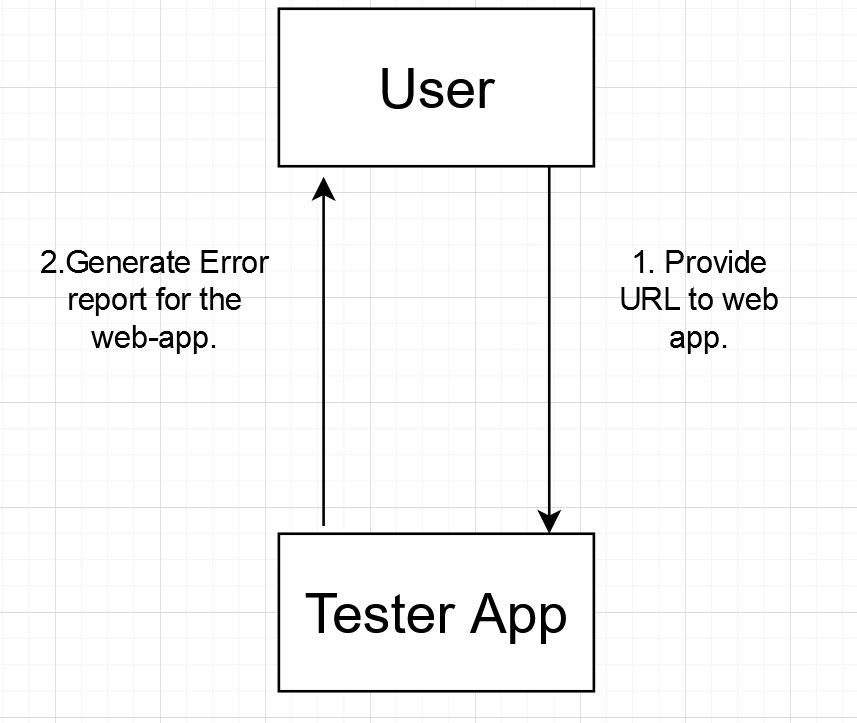 User
2.Generate Error
report for the
web-app.
1. Provide
URL to web
app.
Tester App